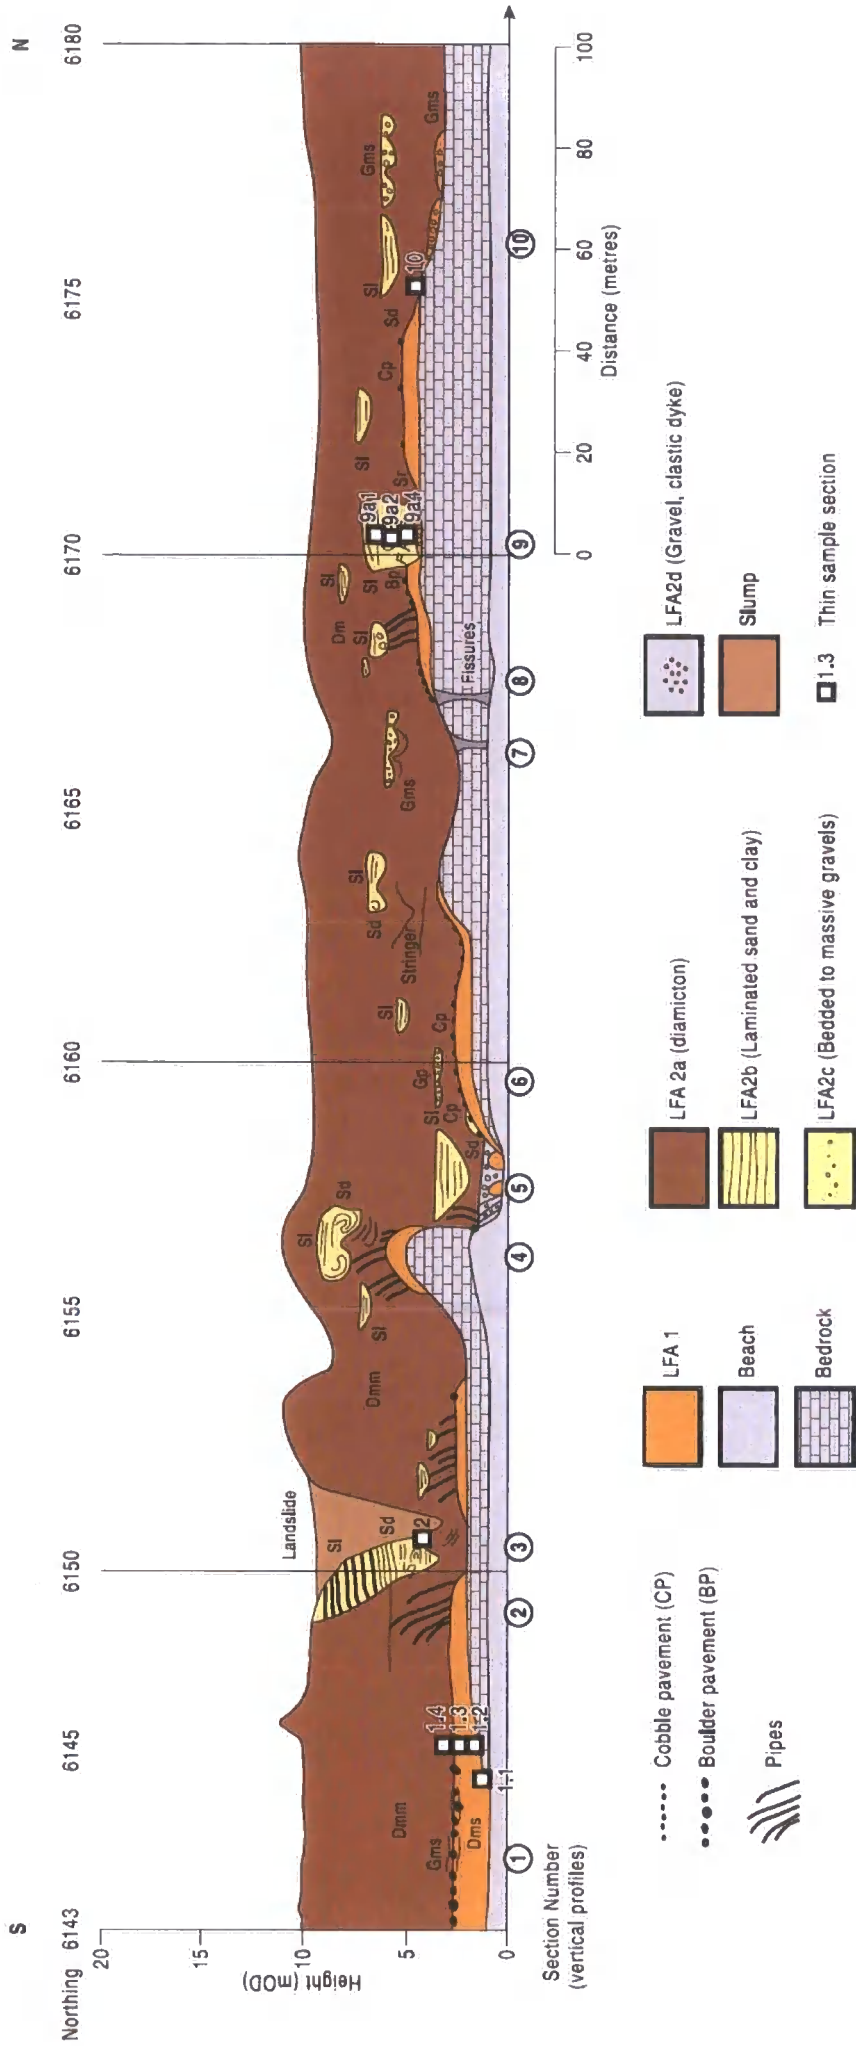 S
N
Northing 6143 6145 6150 6155 6160 6165 6170 6175 6180
20
15
10
5
0
Height (mOD)
Landslide
Dmm
Gms
Dms
1.4
1.3
1.2
1.1
Sl
Sd
2
Dmm
Sl
Sl
Sd
Sl
Cp
Sd
Gp
Cp
Sl
Stringer
Sd
Sl
Gms
Fissures
Dm
Sl
Sl
Sl
Bp
9a1
9a2
9a4
Sr
Sl
Cp
Sd
Sl
10
Gms
Gms
Section Number
(vertical profiles)
1 2 3 4 5 6 7 8 9 10
0 20 40 60 80 100
Distance (metres)
Cobble pavement (CP)
Boulder pavement (BP)
Pipes
LFA 1
Beach
Bedrock
LFA 2a (diamicton)
LFA2b (Laminated sand and clay)
LFA2c (Bedded to massive gravels)
LFA2d (Gravel, clastic dyke)
Slump
1.3 Thin sample section